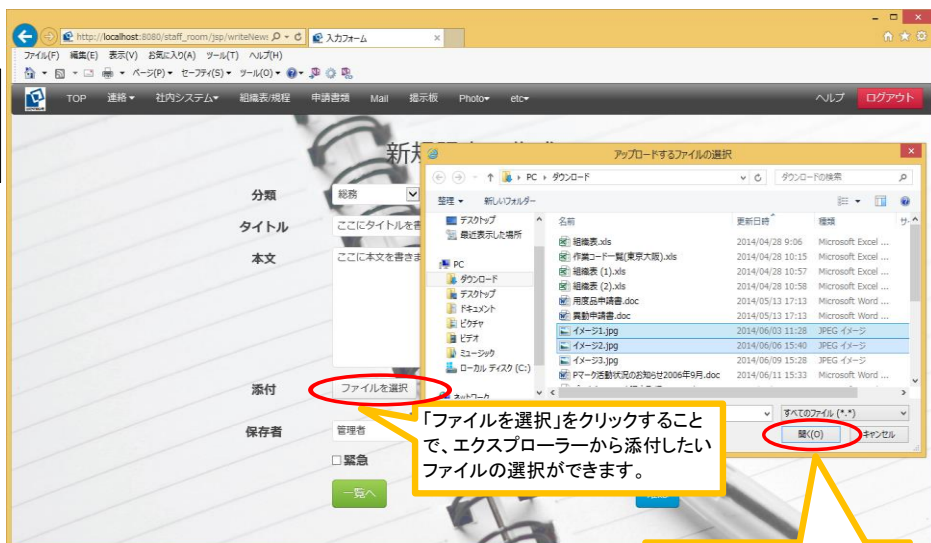 http://localhost:8080/staff_room/jsp/writeNews
入力フォーム
ファイル(F) 編集(E) 表示(V) お気に入り(A) ツール(T) ヘルプ(H)
ページ(P) セーフティ(S) ツール(O)
TOP 連絡 社内システム 組織表/規程 申請書類 Mail 掲示板 Photo etc ヘルプ ログアウト
新規
アップロードするファイルの選択
PC ダウンロード ダウンロードの検索
整理 新しいフォルダー
分類 総務
タイトル ここにタイトルを書
本文 ここに本文を書きま
デスクトップ
最近表示した場所
PC
ダウンロード
デスクトップ
ドキュメント
ピクチャ
ビデオ
ミュージック
ローカル ディスク (C:)
ネットワーク
名前 更新日時 種類 サ
組織表.xls 2014/04/28 9:06 Microsoft Excel ...
作業コード一覧(東京大阪).xls 2014/04/28 10:15 Microsoft Excel ...
組織表 (1).xls 2014/04/28 10:57 Microsoft Excel ...
組織表 (2).xls 2014/04/28 10:58 Microsoft Excel ...
用度品申請書.doc 2014/05/13 17:13 Microsoft Word ...
異動申請書.doc 2014/05/13 17:13 Microsoft Word ...
イメージ1.jpg 2014/06/03 11:28 JPEG イメージ
イメージ2.jpg 2014/06/06 15:40 JPEG イメージ
イメージ3.jpg 2014/06/09 15:28 JPEG イメージ
Pマーク活動状況のお知らせ2006年9月.doc 2014/06/11 15:33 Microsoft Word ...
すべてのファイル (*.*)
開く(O) キャンセル
添付 ファイルを選択
「ファイルを選択」をクリックすること
で、エクスプローラーから添付したい
ファイルの選択ができます。
保存者 管理者
緊急
一覧へ